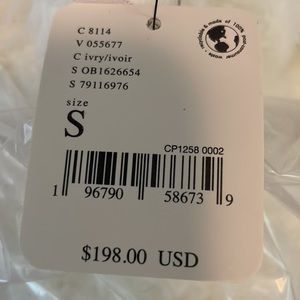 C 8114
V 055677
C ivry/ivoir
S OB1626654
S 79116976
size
S
CP1258 0002
1 96790 58673 9
$198.00 USD